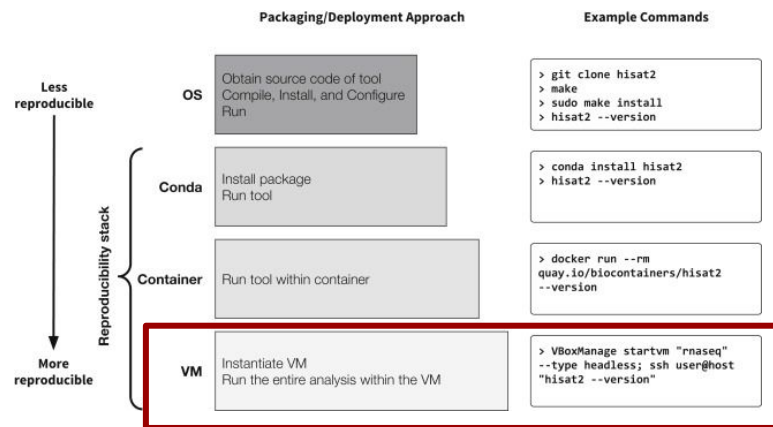 Packaging/Deployment Approach
Example Commands
Less
reproducible
OS
Obtain source code of tool
Compile, Install, and Configure
Run
> git clone hisat2
> make
> sudo make install
> hisat2 --version
Reproducibility stack
Conda
Install package
Run tool
> conda install hisat2
> hisat2 --version
Container
Run tool within container
> docker run --rm
quay.io/biocontainers/hisat2
--version
More
reproducible
VM
Instantiate VM
Run the entire analysis within the VM
> VBoxManage startvm "rnaseq"
--type headless; ssh user@host
"hisat2 --version"